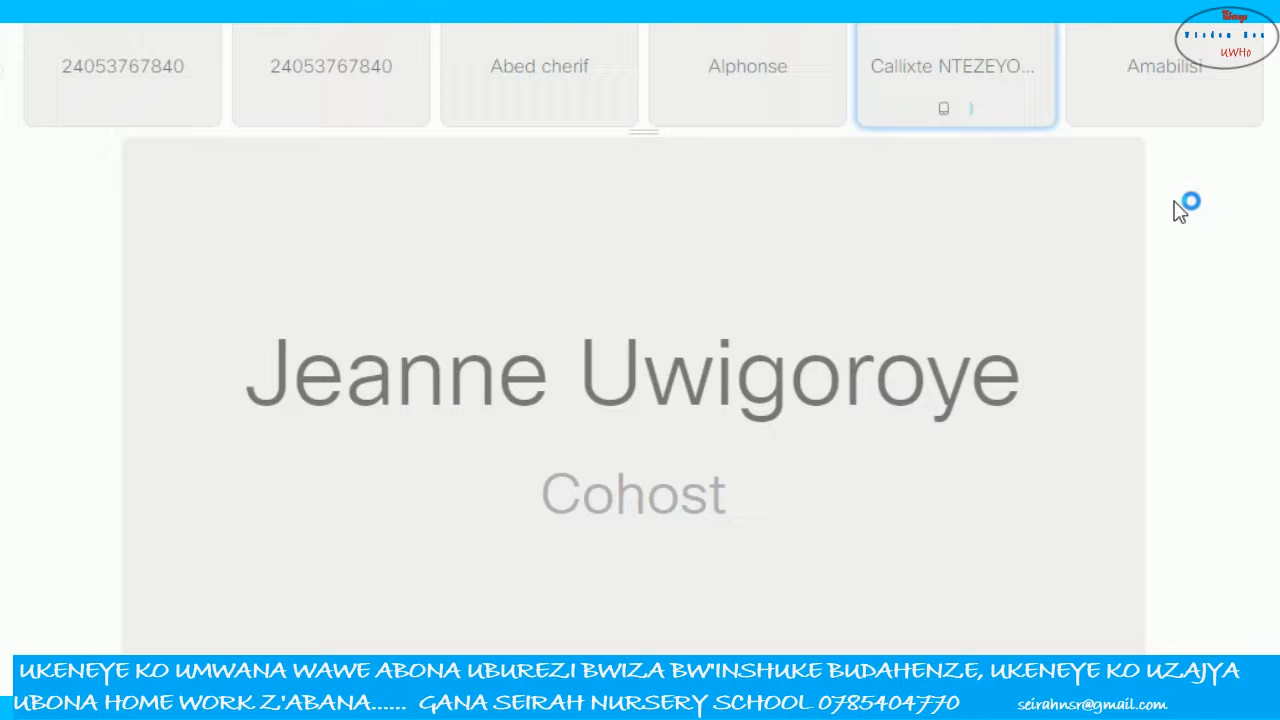 24053767840
24053767840
Abed cherif
Alphonse
Callixte NTEZEYO...
Amabilisi
UWHo
Jeanne Uwigoroye
Cohost
UKENEYE KO UMWANA WAWE ABONA UBUREZI BWIZA BW"INSHUKE BUDAHENZE, UKENEYE KO UZAJYA
UBONA HOME WORK Z'ABANA...... GANA SEIRAH NURSERY SCHOOL 0785404770 seirahnsr@gmail.com